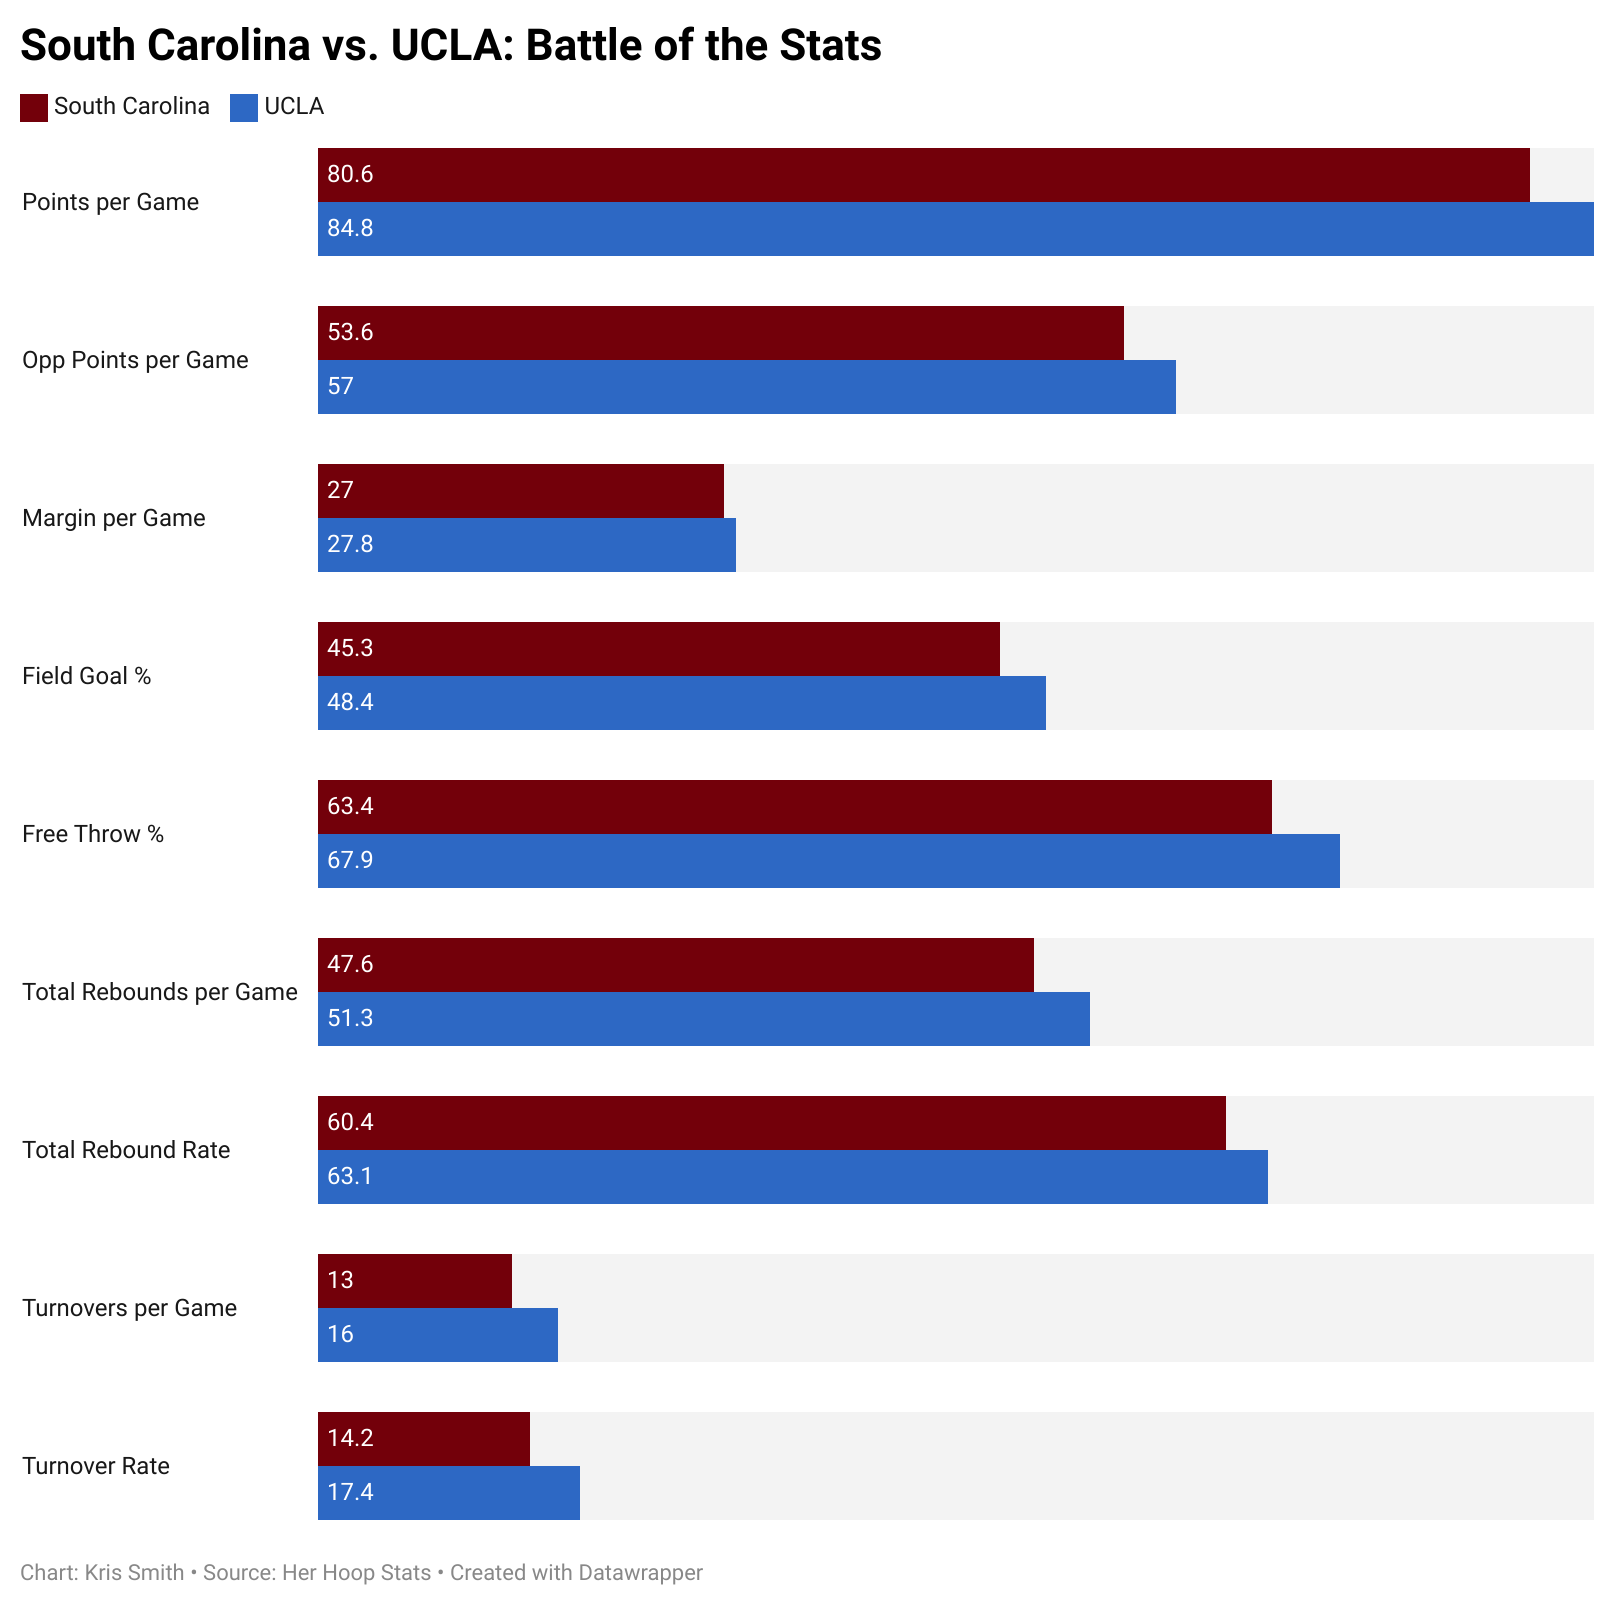 South Carolina vs. UCLA: Battle of the Stats
South Carolina UCLA
Points per Game
80.6
84.8
Opp Points per Game
53.6
57
Margin per Game
27
27.8
Field Goal %
45.3
48.4
Free Throw %
63.4
67.9
Total Rebounds per Game
47.6
51.3
Total Rebound Rate
60.4
63.1
Turnovers per Game
13
16
Turnover Rate
14.2
17.4
Chart: Kris Smith • Source: Her Hoop Stats • Created with Datawrapper